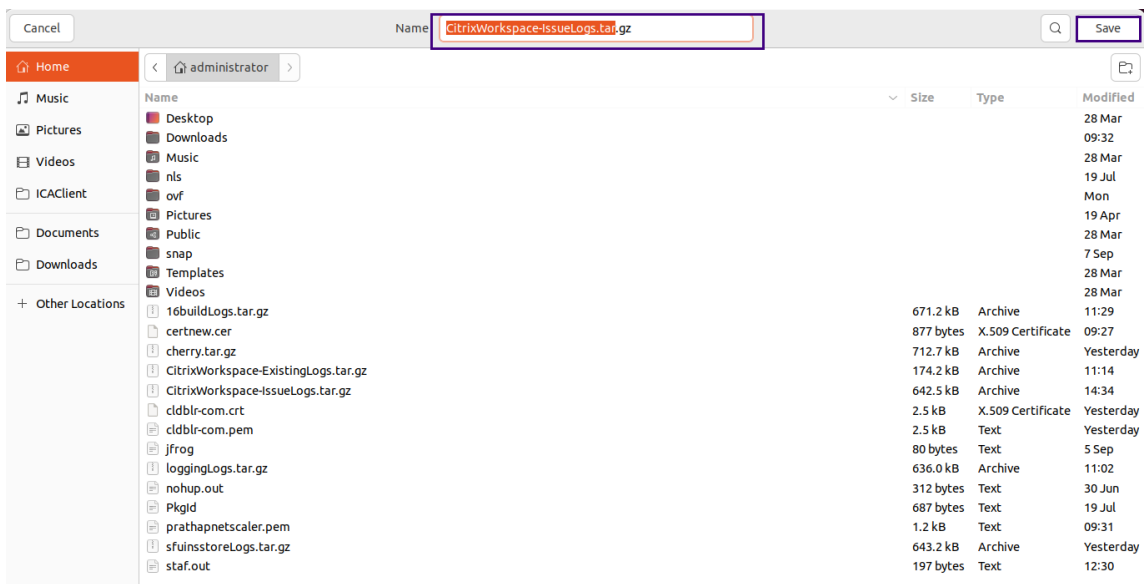 Cancel Name CitrixWorkspace-IssueLogs.tar.gz Save
Home
Music
Pictures
Videos
ICAClient
Documents
Downloads
+ Other Locations
administrator
Name Size Type Modified
Desktop 28 Mar
Downloads 09:32
Music 28 Mar
nls 19 Jul
ovf Mon
Pictures 19 Apr
Public 28 Mar
snap 7 Sep
Templates 28 Mar
Videos 28 Mar
16buildLogs.tar.gz 671.2 kB Archive 11:29
certnew.cer 877 bytes X.509 Certificate 09:27
cherry.tar.gz 712.7 kB Archive Yesterday
CitrixWorkspace-ExistingLogs.tar.gz 174.2 kB Archive 11:14
CitrixWorkspace-IssueLogs.tar.gz 642.5 kB Archive 14:34
cldblr-com.crt 2.5 kB X.509 Certificate Yesterday
cldblr-com.pem 2.5 kB Text Yesterday
jfrog 80 bytes Text 5 Sep
loggingLogs.tar.gz 636.0 kB Archive 11:02
nohup.out 312 bytes Text 30 Jun
PkgId 687 bytes Text 19 Jul
prathapnetscaler.pem 1.2 kB Text 09:31
sfuinsstoreLogs.tar.gz 643.2 kB Archive Yesterday
staf.out 197 bytes Text 12:30